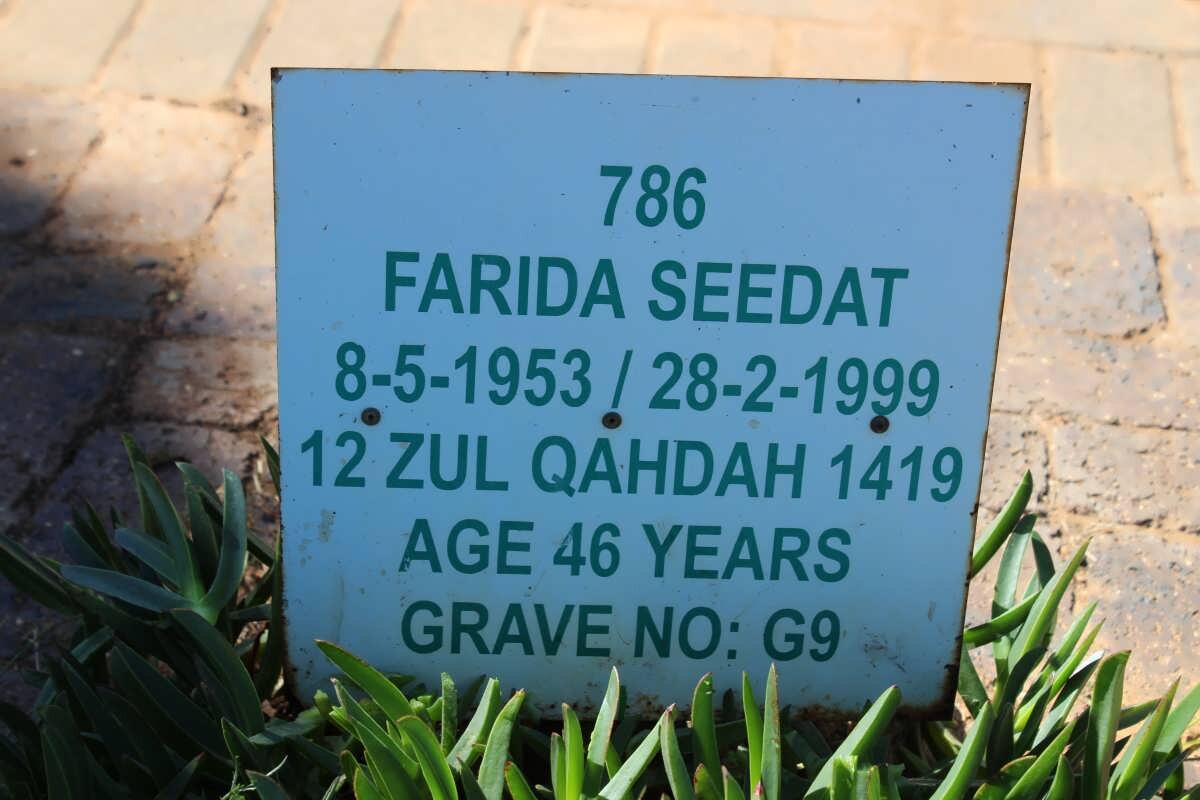 786
FARIDA SEEDAT
8-5-1953 / 28-2-1999
12 ZUL QAHDAH 1419
AGE 46 YEARS
GRAVE NO: G9